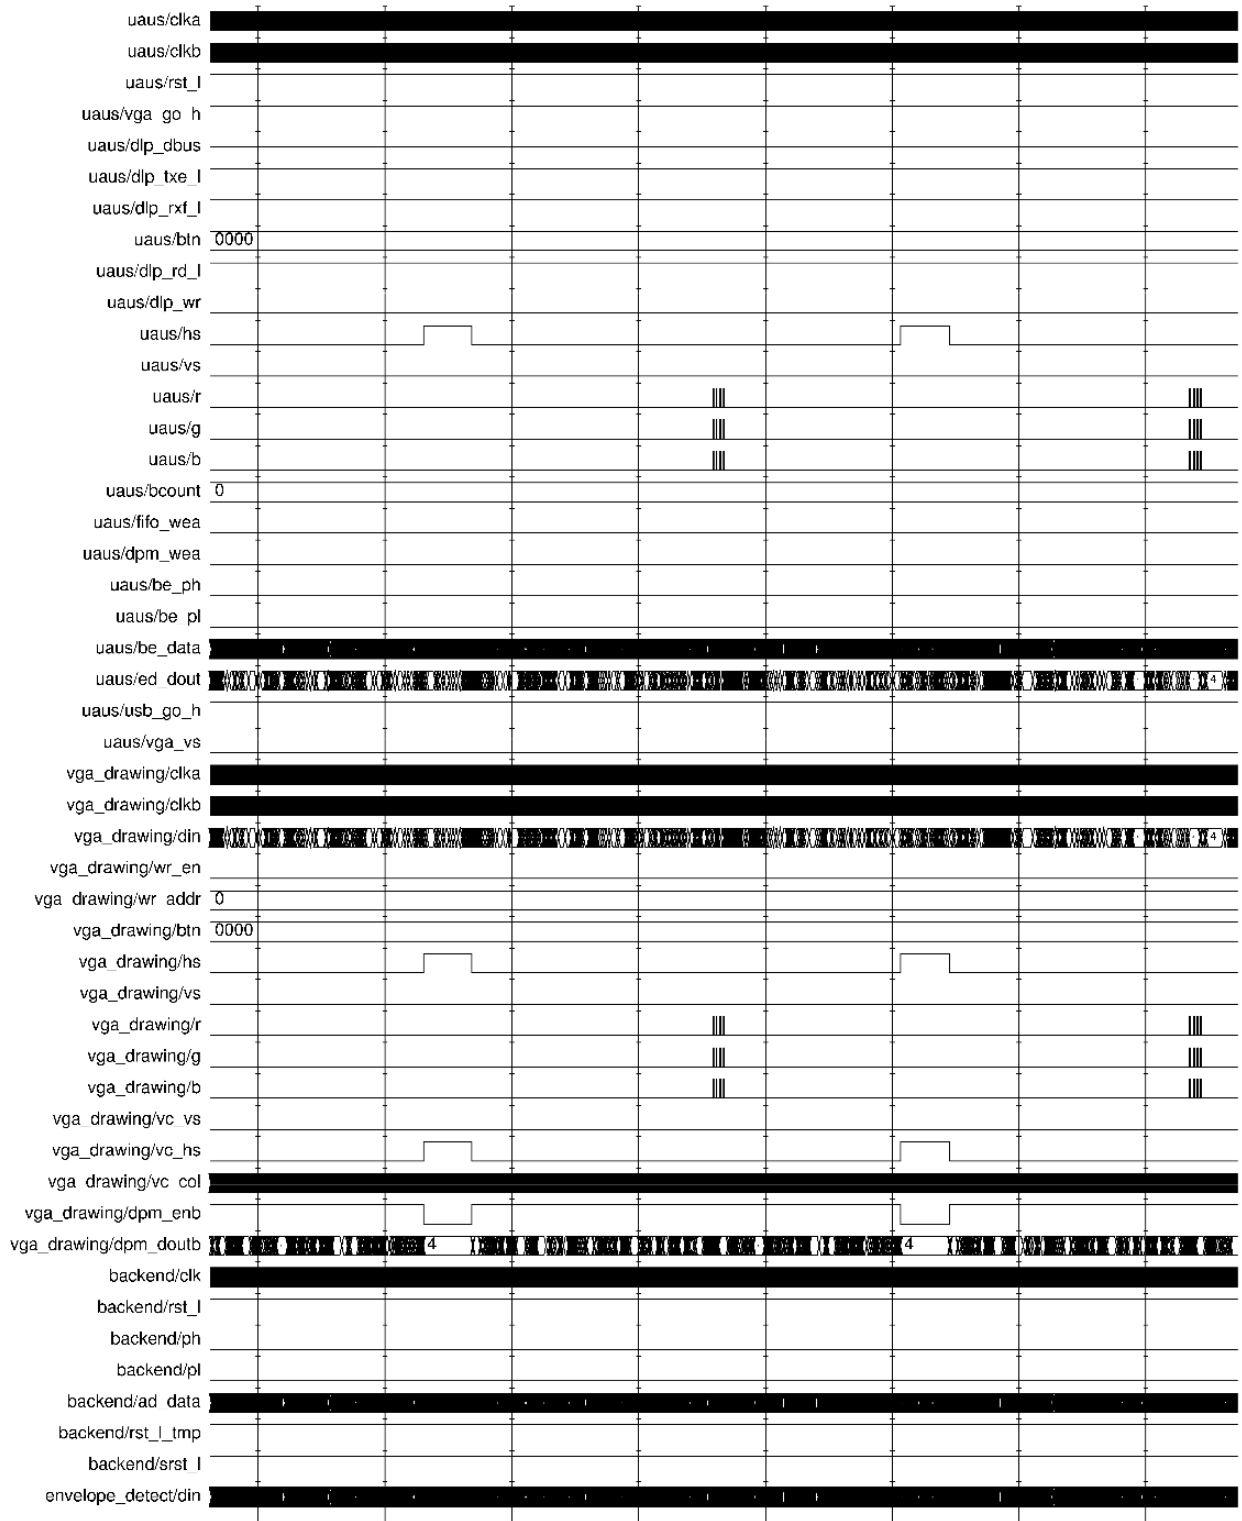 uaus/clka
uaus/clkb
uaus/rst_l
uaus/vga_go_h
uaus/dlp_dbus
uaus/dlp_txe_l
uaus/dlp_rxf_l
uaus/btn 0000
uaus/dlp_rd_l
uaus/dlp_wr
uaus/hs
uaus/vs
uaus/r
uaus/g
uaus/b
uaus/bcount 0
uaus/fifo_wea
uaus/dpm_wea
uaus/be_ph
uaus/be_pl
uaus/be_data
uaus/ed_dout 4
uaus/usb_go_h
uaus/vga_vs
vga_drawing/clka
vga_drawing/clkb
vga_drawing/din 4
vga_drawing/wr_en
vga_drawing/wr_addr 0
vga_drawing/btn 0000
vga_drawing/hs
vga_drawing/vs
vga_drawing/r
vga_drawing/g
vga_drawing/b
vga_drawing/vc_vs
vga_drawing/vc_hs
vga_drawing/vc_col
vga_drawing/dpm_enb
vga_drawing/dpm_doutb 4 4
backend/clk
backend/rst_l
backend/ph
backend/pl
backend/ad_data
backend/rst_l_tmp
backend/srst_l
envelope_detect/din